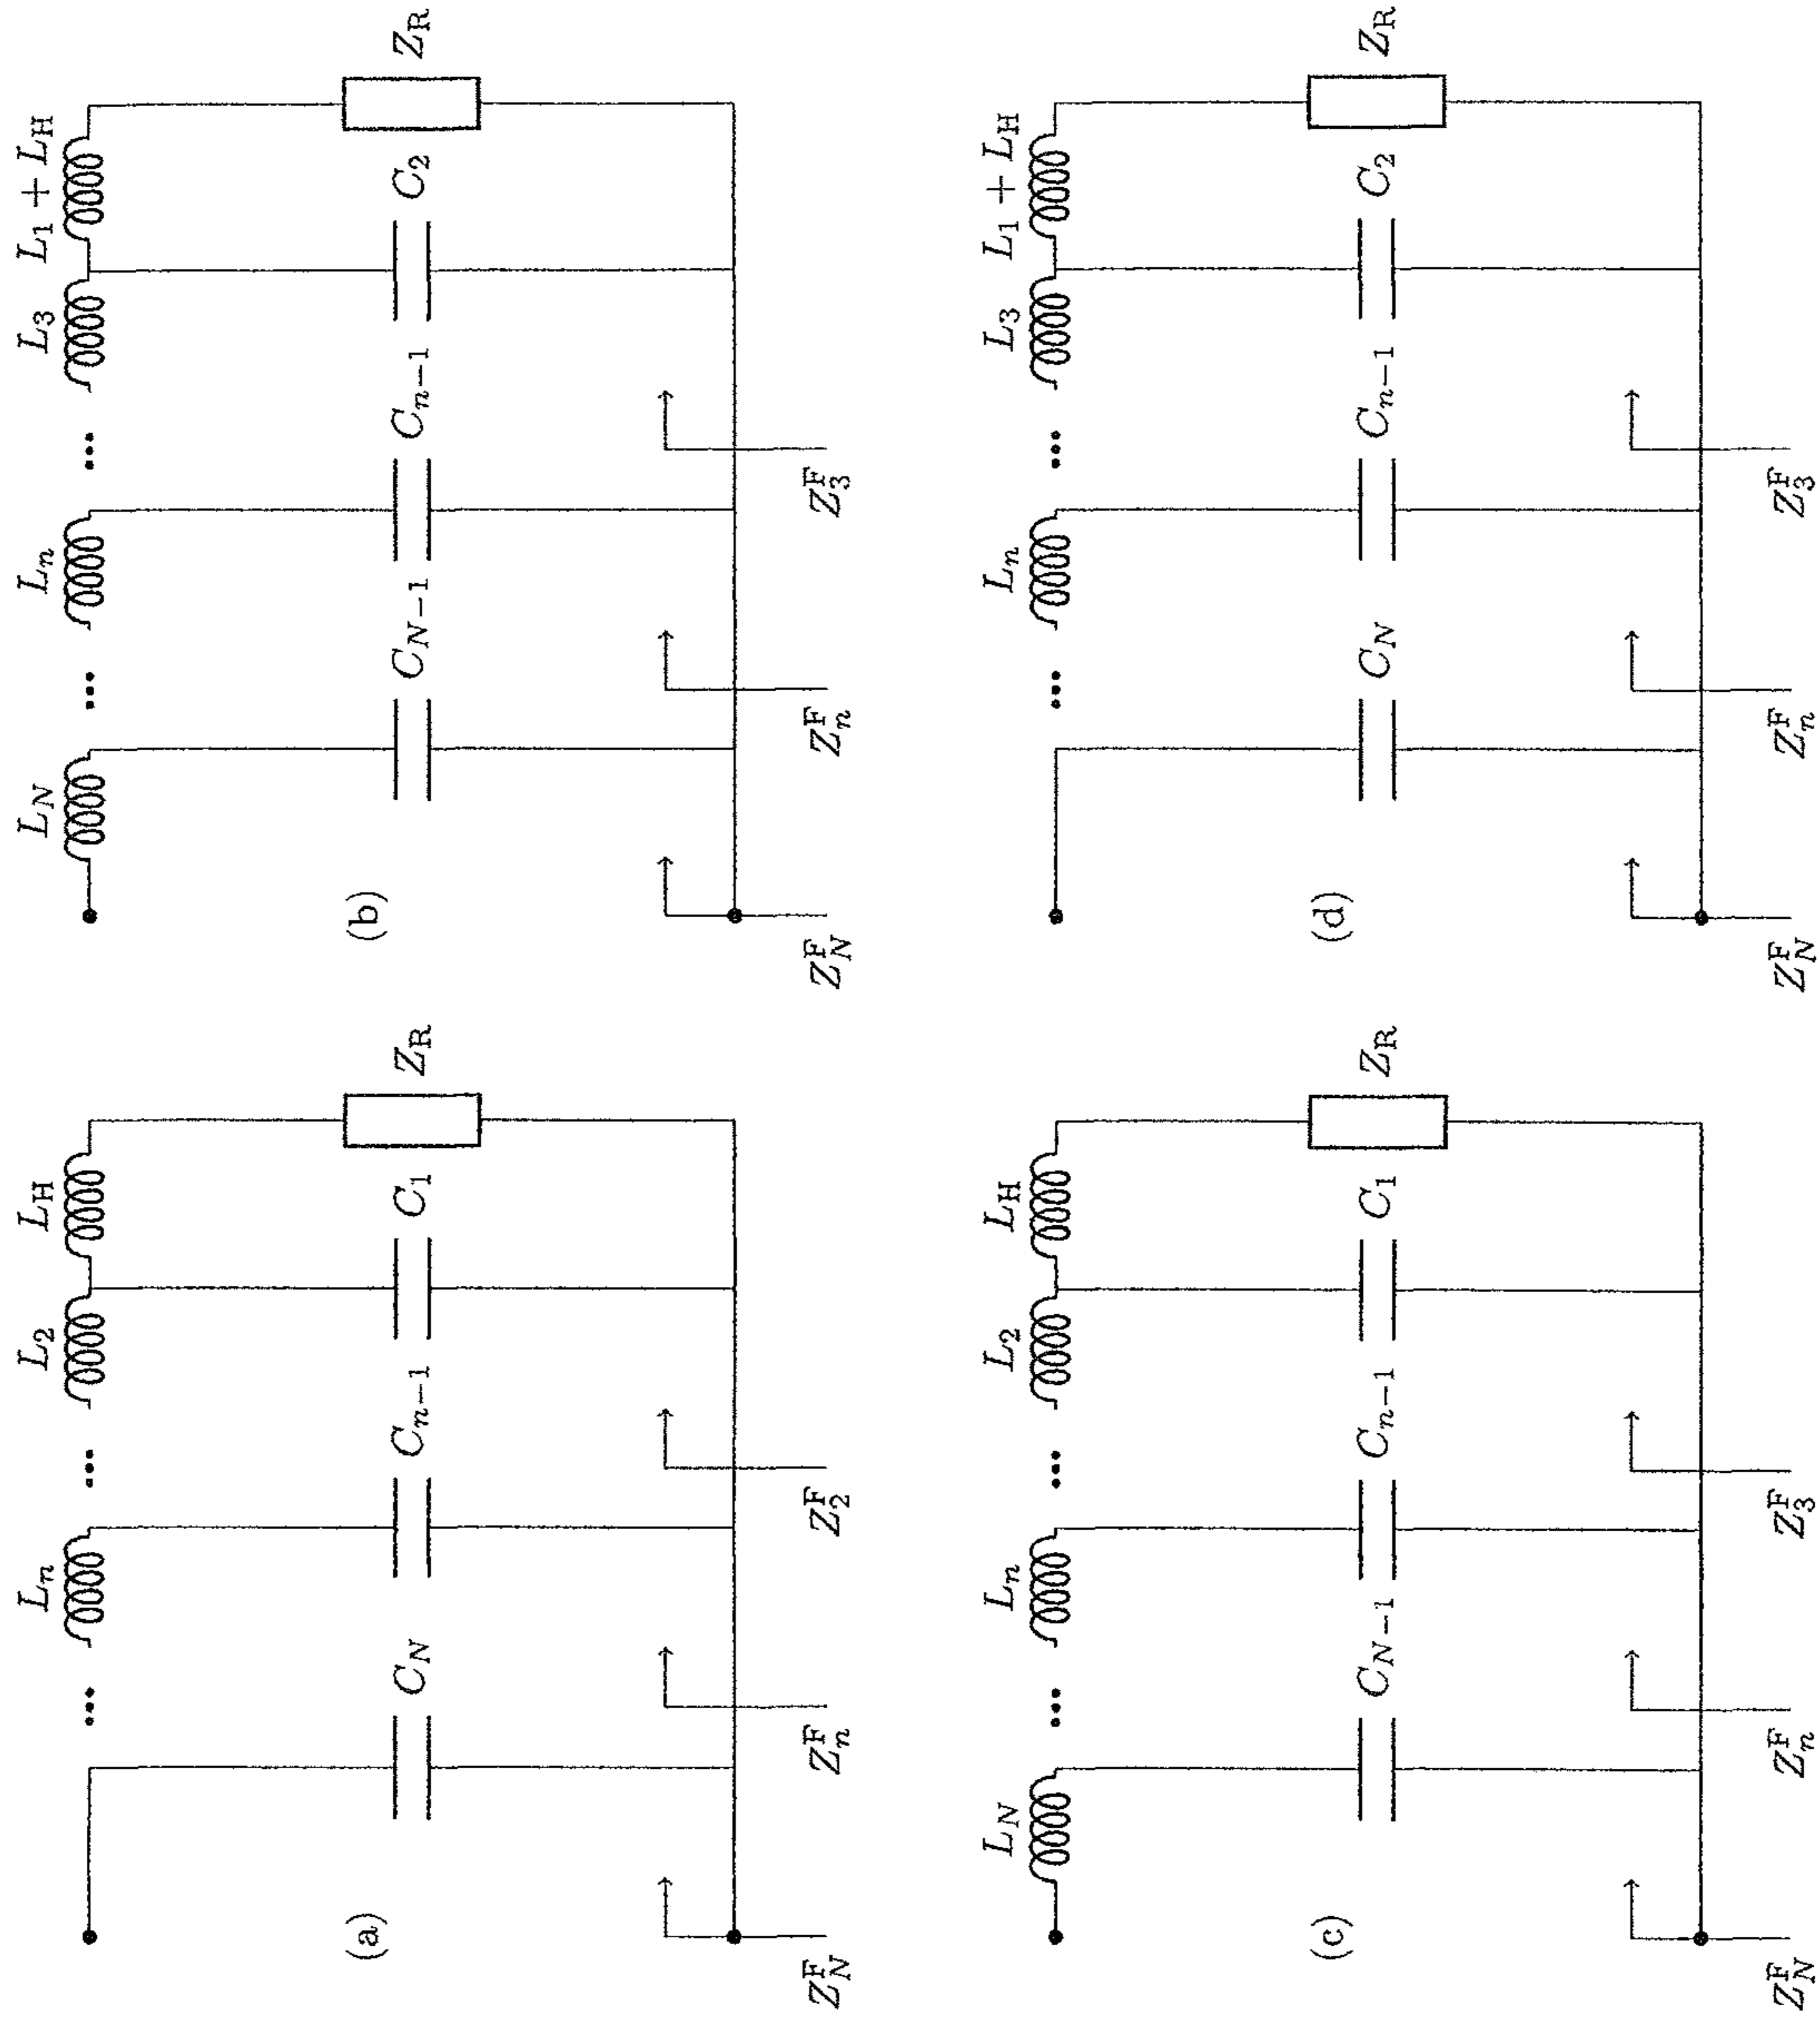 L_N ... L_n ... L_3 L_1 + L_H
C_{N−1} C_{n−1} C_2 Z_R
(b)
Z_N^F Z_n^F Z_3^F
... L_n ... L_3 L_1 + L_H
C_N C_{n−1} C_2 Z_R
(d)
Z_N^F Z_n^F Z_3^F
... L_n ... L_2 L_H
C_N C_{n−1} C_1 Z_R
(a)
Z_N^F Z_n^F Z_2^F
L_N ... L_n ... L_2 L_H
C_{N−1} C_{n−1} C_1 Z_R
(c)
Z_N^F Z_n^F Z_3^F